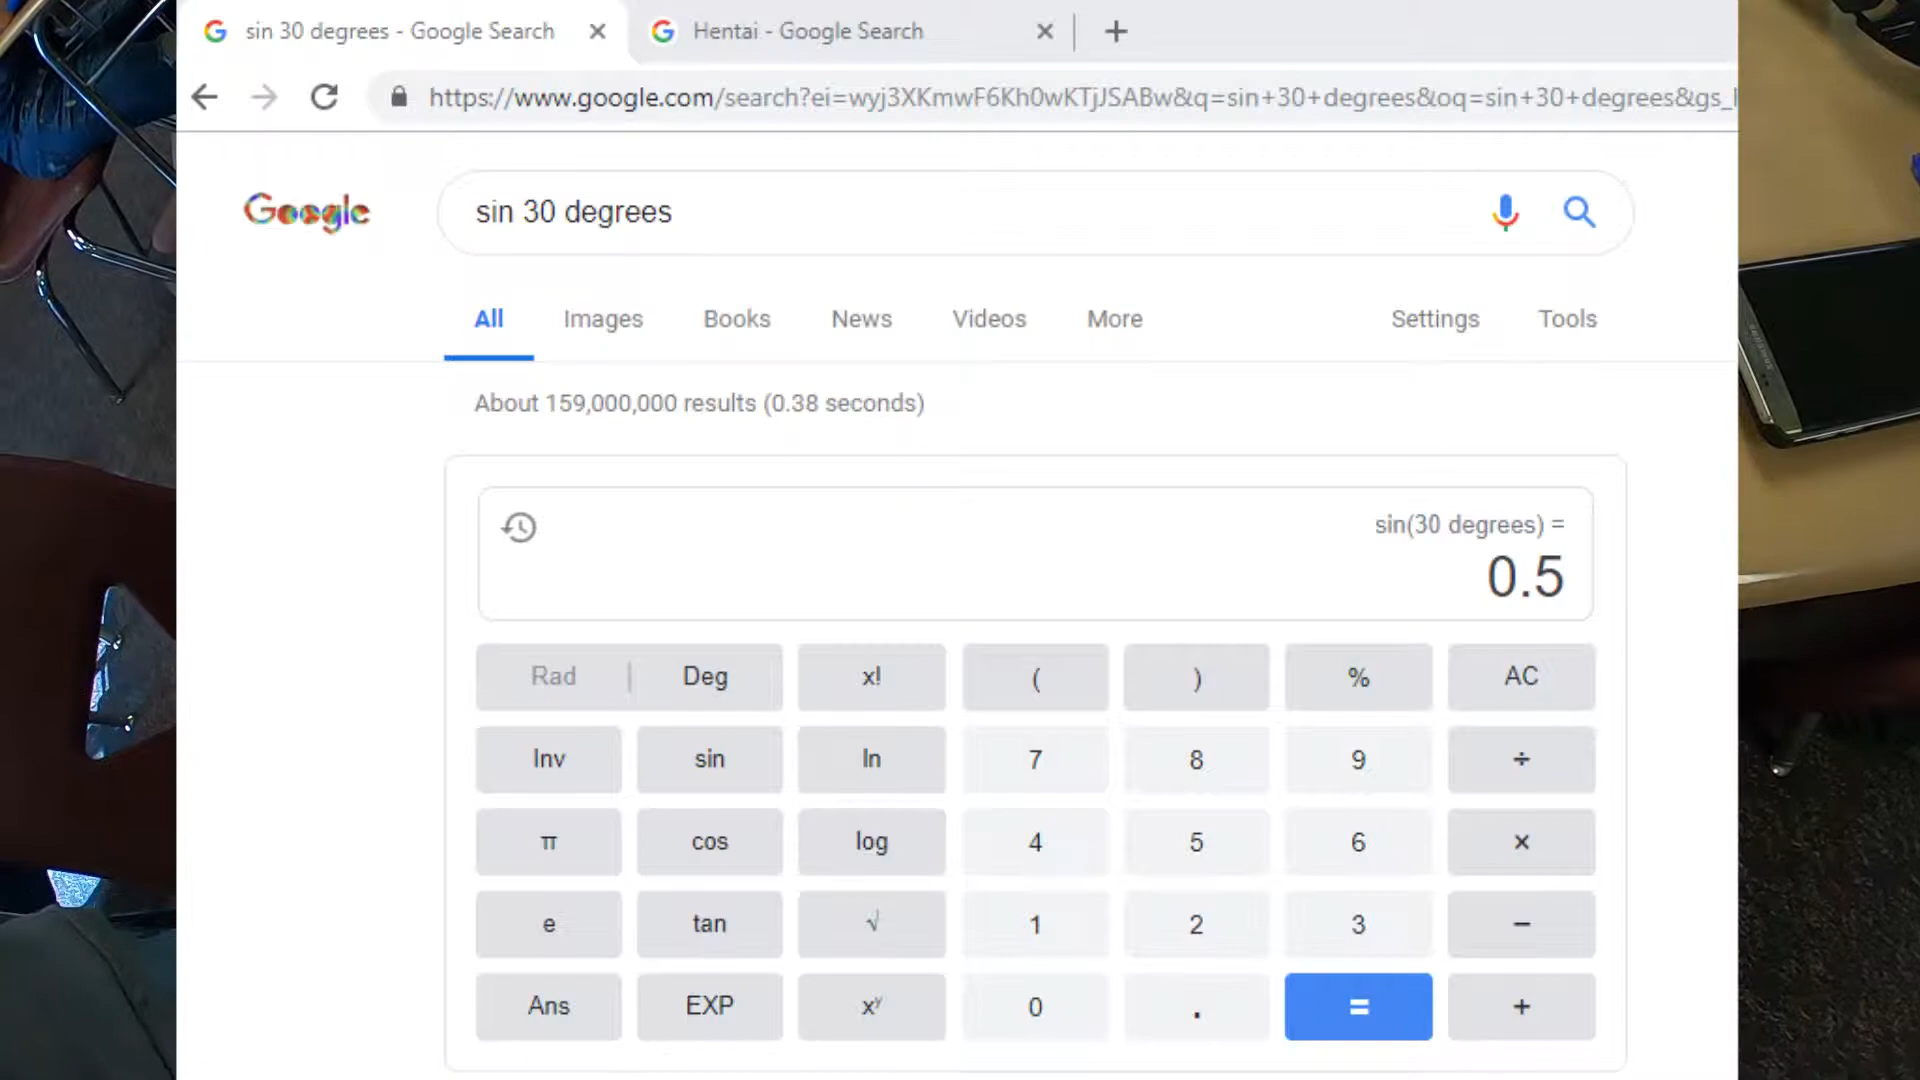 sin 30 degrees - Google Search
Hentai - Google Search
https://www.google.com/search?ei=wyj3XKmwF6Kh0wKTjJSABw&q=sin+30+degrees&oq=sin+30+degrees&gs_l
Google
sin 30 degrees
All Images Books News Videos More Settings Tools
About 159,000,000 results (0.38 seconds)
sin(30 degrees) =
0.5
Rad | Deg x! ( ) % AC
Inv sin ln 7 8 9 ÷
π cos log 4 5 6 ×
e tan √ 1 2 3 −
Ans EXP xʸ 0 . = +